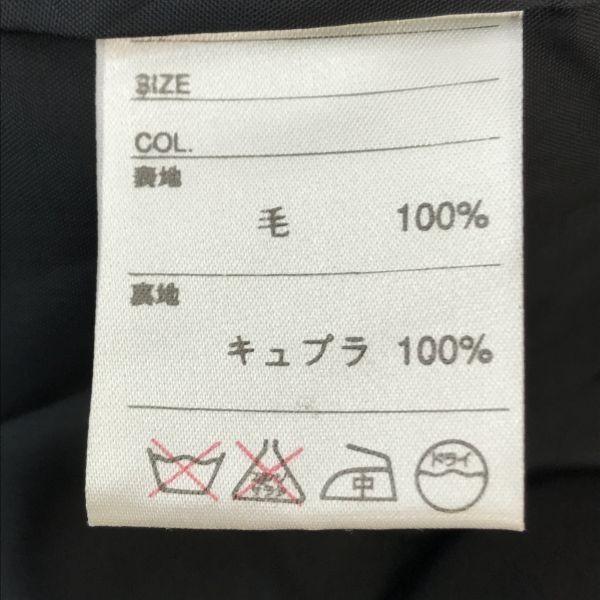 SIZE
COL.
表地
毛 100%
裏地
キュプラ 100%
中
ドライ